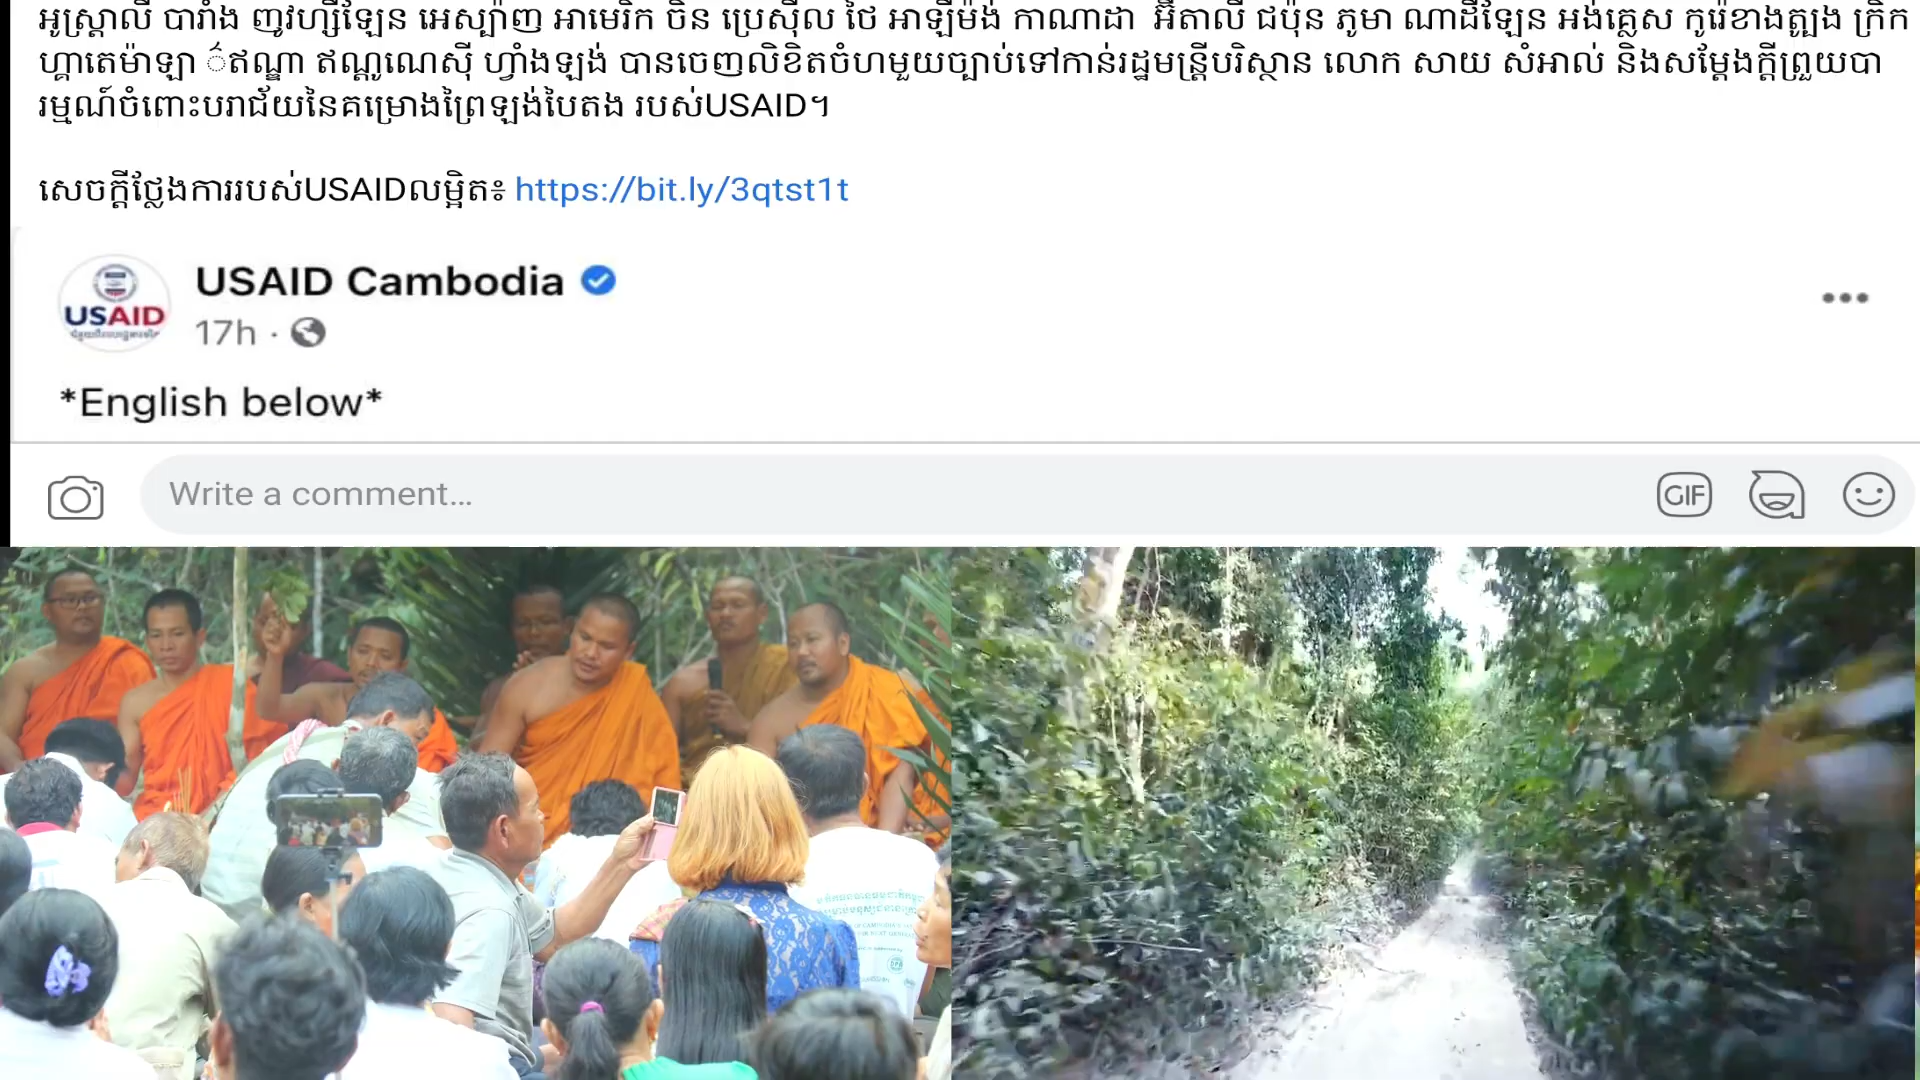 អូស្ត្រាលី បារាំង ញូវហ្សីឡែន អេស្ប៉ាញ អាមេរិក ចិន ប្រេស៊ីល ថៃ អាឡឺម៉ង់ កាណាដា អ៊ីតាលី ជប៉ុន ភូមា ណាដឺឡែន អង់គ្លេស កូរ៉េខាងត្បូង ក្រិក
ហ្គាតេម៉ាឡា ៌ឥណ្ឌា ឥណ្ឌូណេស៊ី ហ្វាំងឡង់ បានចេញលិខិតចំហមួយច្បាប់ទៅកាន់រដ្ឋមន្ត្រីបរិស្ថាន លោក សាយ សំអាល់ និងសម្តែងក្តីព្រួយបា
រម្មណ៍ចំពោះបរាជ័យនៃគម្រោងព្រៃឡង់បៃតង របស់USAID។
សេចក្តីថ្លែងការរបស់USAIDលម្អិត៖ https://bit.ly/3qtst1t
USAID Cambodia
USAID
17h ·
*English below*
Write a comment...
GIF